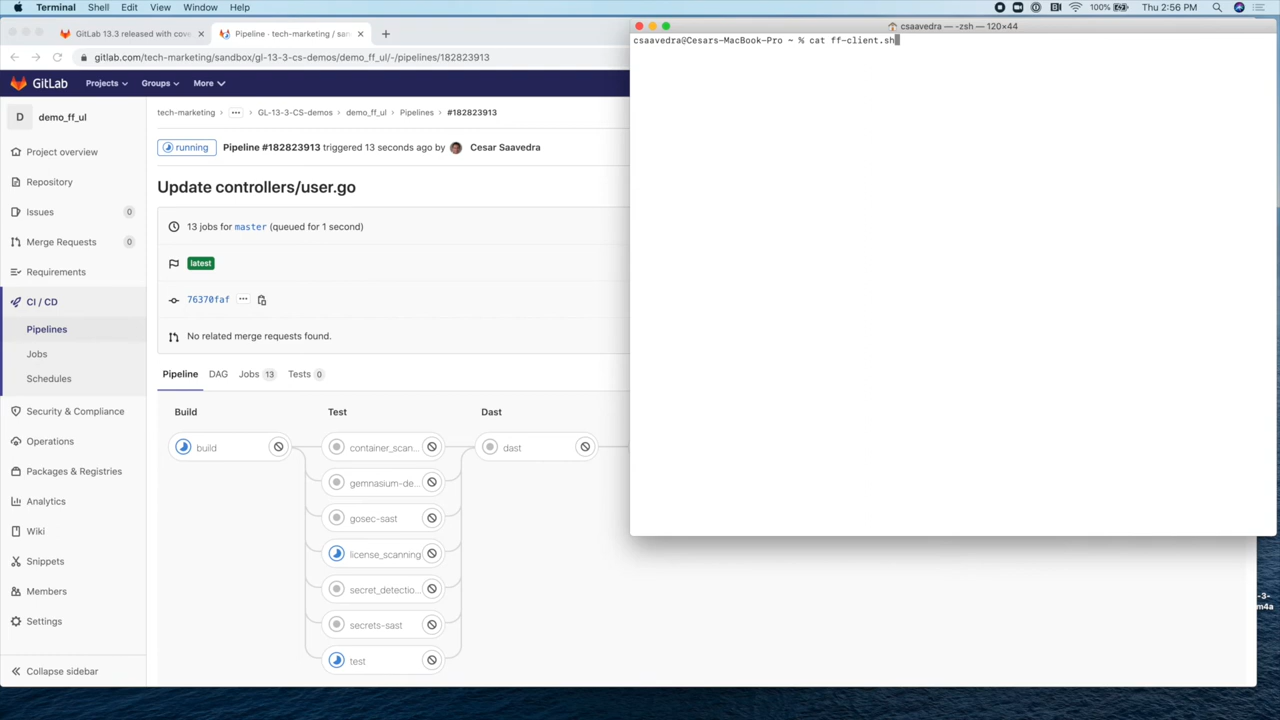 Terminal Shell Edit View Window Help
100% Thu 2:56 PM
GitLab 13.3 released with cove
Pipeline · tech-marketing / san
gitlab.com/tech-marketing/sandbox/gl-13-3-cs-demos/demo_ff_ul/-/pipelines/182823913
csaavedra — -zsh — 120×44
csaavedra@Cesars-MacBook-Pro ~ % cat ff-client.sh
GitLab Projects Groups More
D demo_ff_ul
Project overview
Repository
Issues 0
Merge Requests 0
Requirements
CI / CD
Pipelines
Jobs
Schedules
Security & Compliance
Operations
Packages & Registries
Analytics
Wiki
Snippets
Members
Settings
Collapse sidebar
tech-marketing ... GL-13-3-CS-demos demo_ff_ul Pipelines #182823913
running Pipeline #182823913 triggered 13 seconds ago by Cesar Saavedra
Update controllers/user.go
13 jobs for master (queued for 1 second)
latest
76370faf ...
No related merge requests found.
Pipeline DAG Jobs 13 Tests 0
Build Test Dast
build container_scan... dast
gemnasium-de...
gosec-sast
license_scanning
secret_detectio...
secrets-sast
test
-3-
m4a